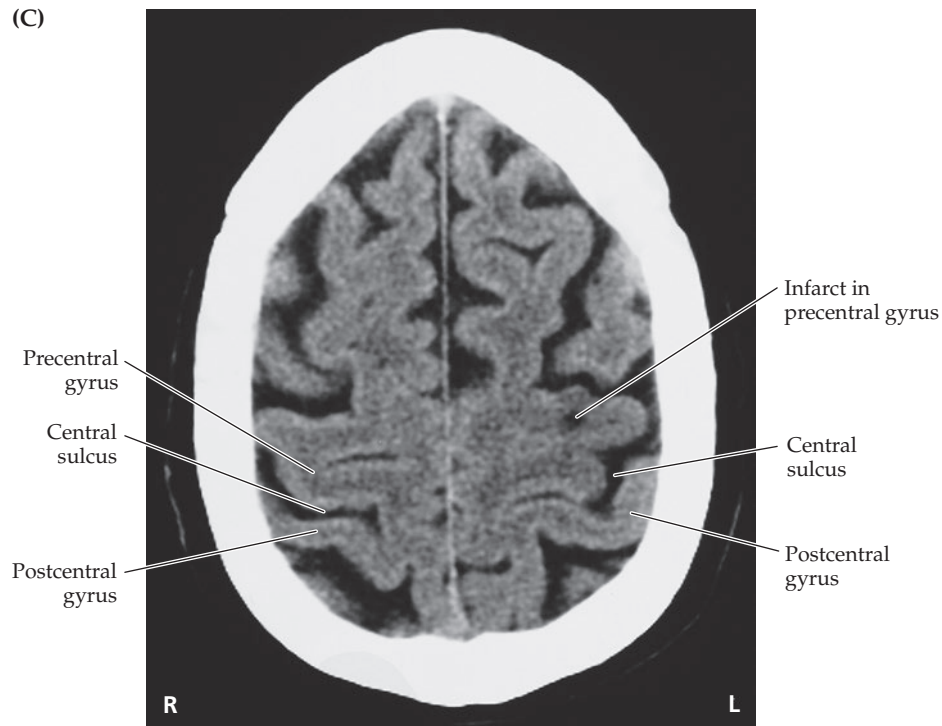 (C)
Infarct in
precentral gyrus
Precentral
gyrus
Central
sulcus
Central
sulcus
Postcentral
gyrus
Postcentral
gyrus
R
L